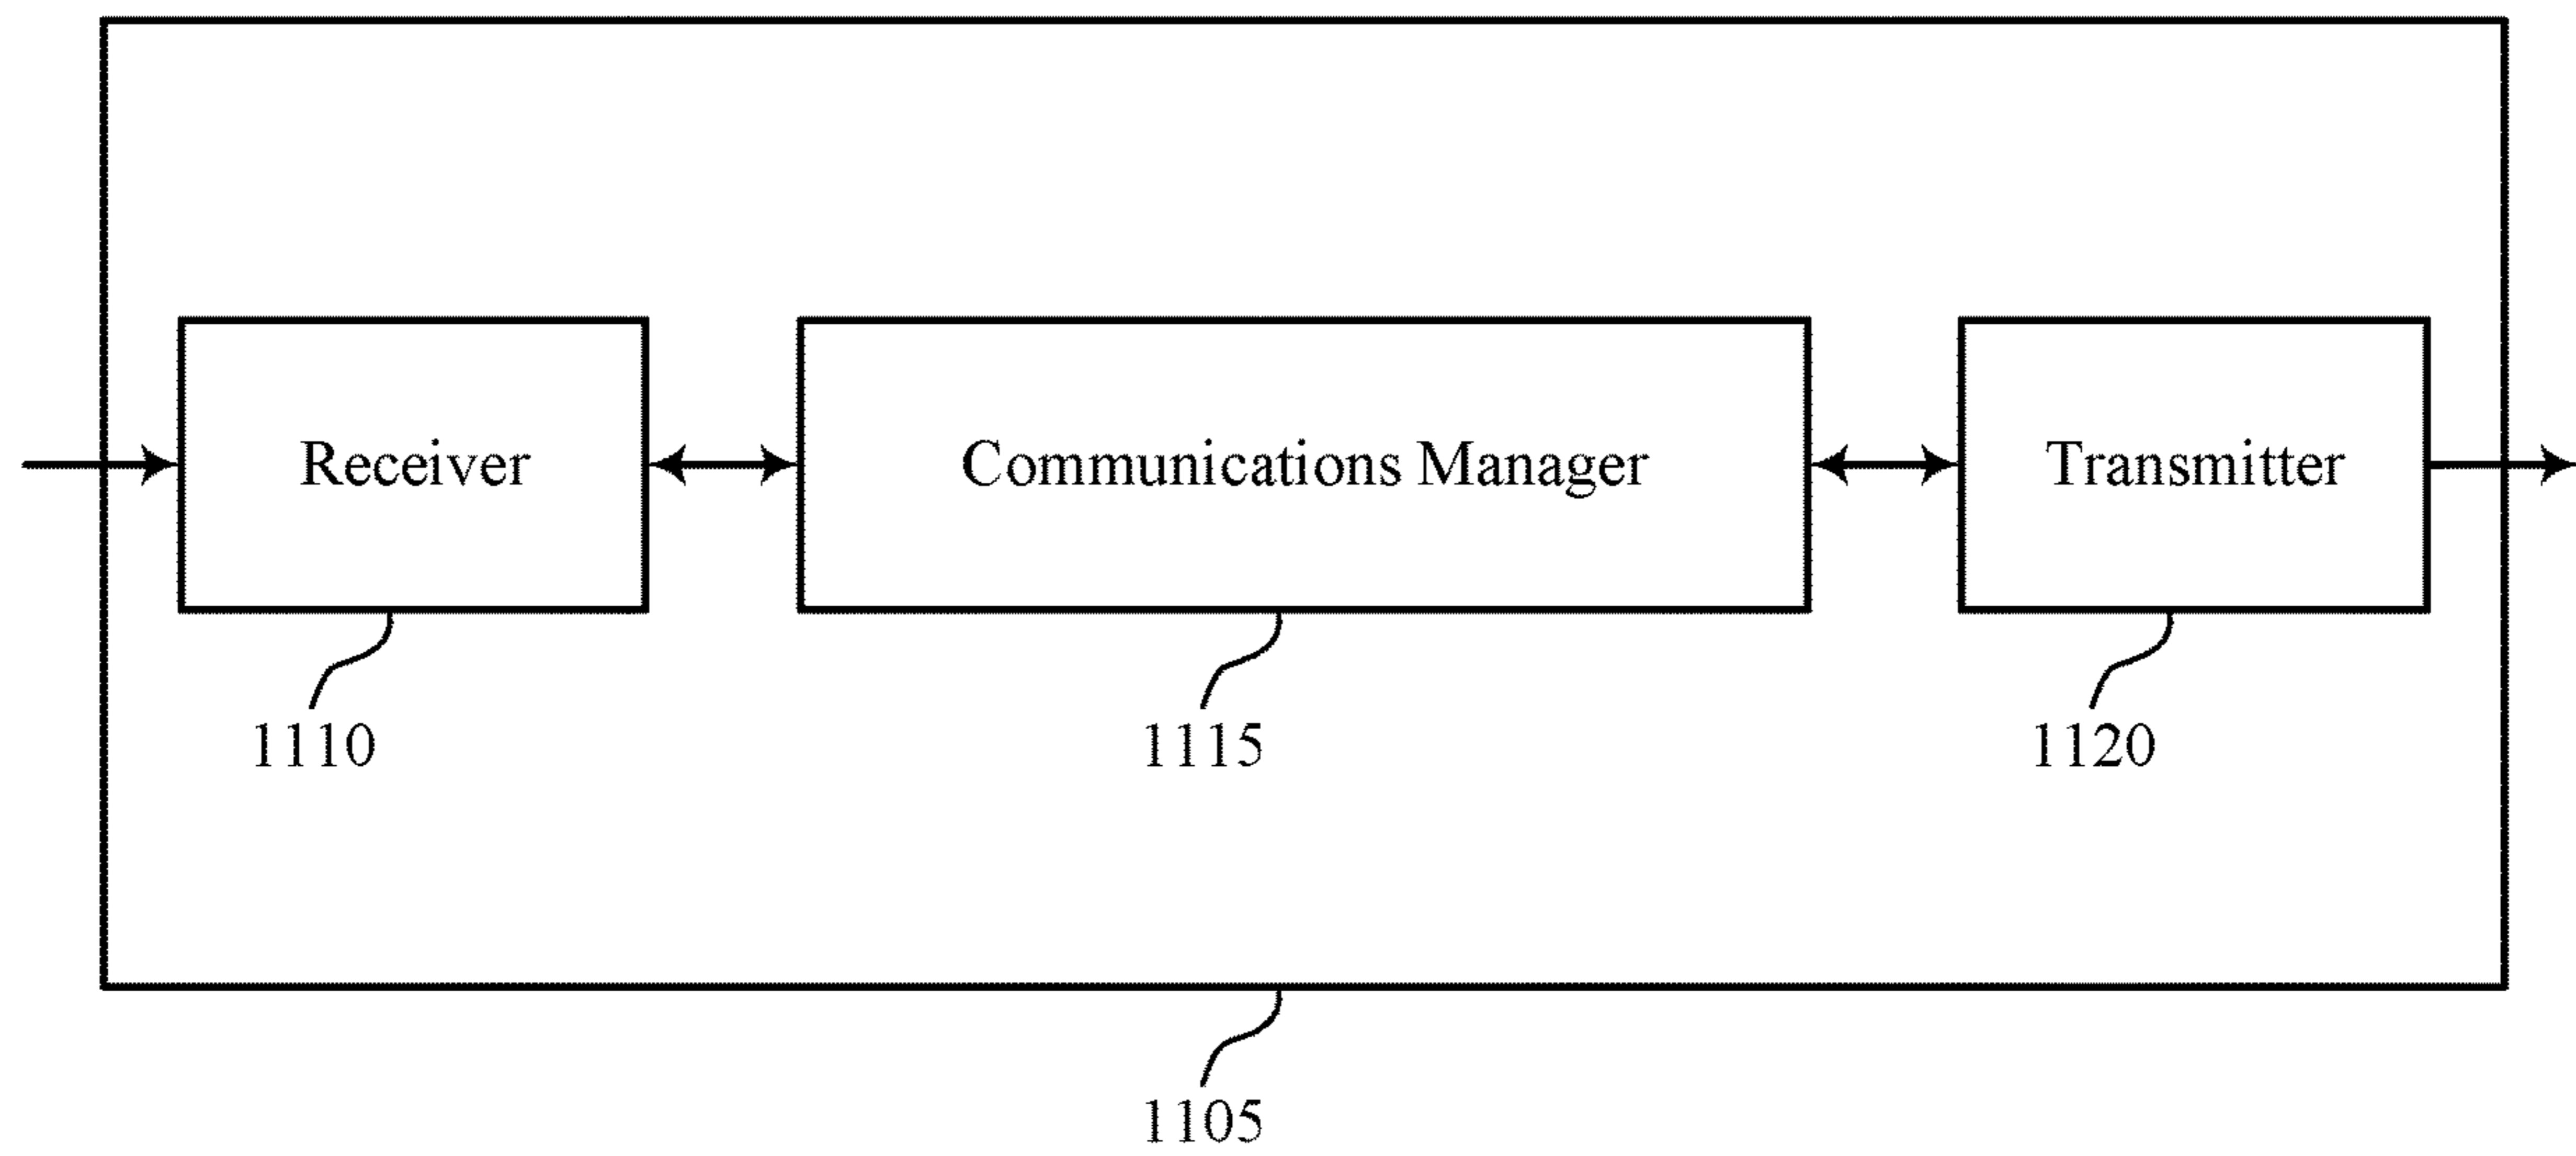 Receiver
Communications Manager
Transmitter
1110
1115
1120
1105